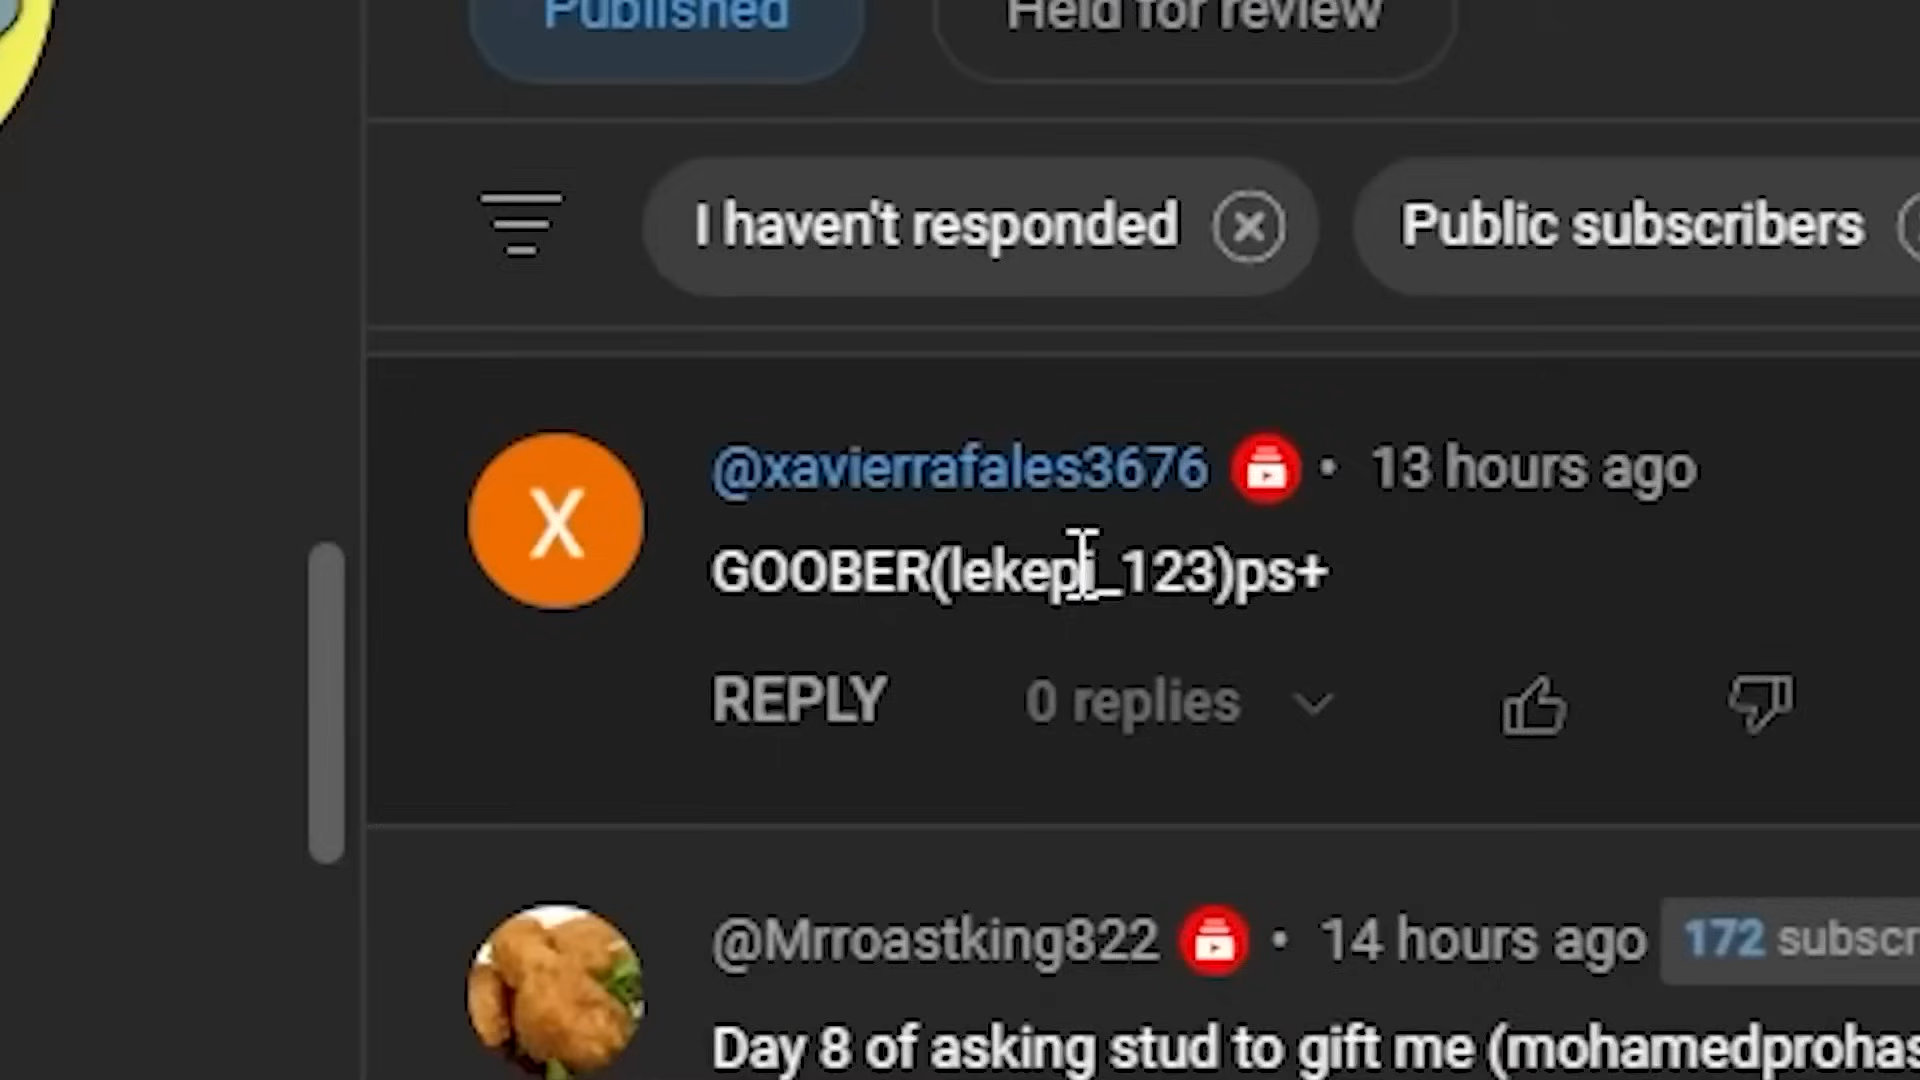 Published Held for review
I haven't responded Public subscribers
X
@xavierrafales3676 • 13 hours ago
GOOBER(lekepi_123)ps+
REPLY 0 replies
@Mrroastking822 • 14 hours ago 172 subscr
Day 8 of asking stud to gift me (mohamedprohas